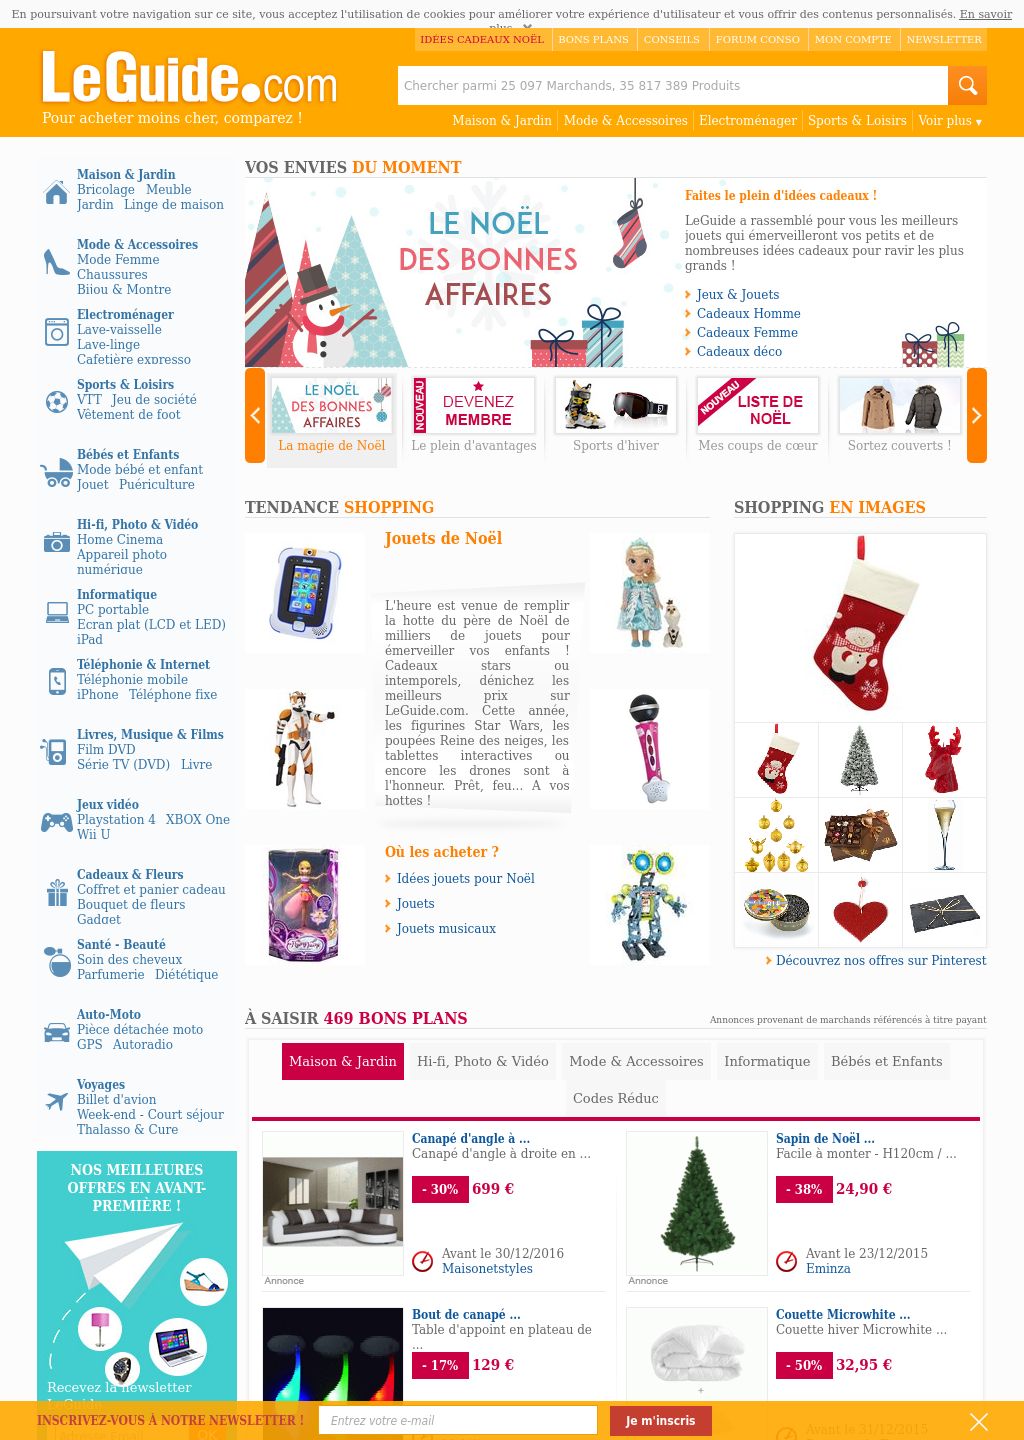 En poursuivant votre navigation sur ce site, vous acceptez l'utilisation de cookies pour améliorer votre expérience d'utilisateur et vous offrir des contenus personnalisés. En savoir
IDÉES CADEAUX NOËL BONS PLANS CONSEILS FORUM CONSO MON COMPTE NEWSLETTER
LeGuide.com
Pour acheter moins cher, comparez !
Chercher parmi 25 097 Marchands, 35 817 389 Produits
Maison & Jardin Mode & Accessoires Electroménager Sports & Loisirs Voir plus ▼
Maison & Jardin
Bricolage Meuble
Jardin Linge de maison
Mode & Accessoires
Mode Femme
Chaussures
Bijou & Montre
Electroménager
Lave-vaisselle
Lave-linge
Cafetière expresso
Sports & Loisirs
VTT Jeu de société
Vêtement de foot
Bébés et Enfants
Mode bébé et enfant
Jouet Puériculture
Hi-fi, Photo & Vidéo
Home Cinema
Appareil photo
numérique
Informatique
PC portable
Ecran plat (LCD et LED)
iPad
Téléphonie & Internet
Téléphonie mobile
iPhone Téléphone fixe
Livres, Musique & Films
Film DVD
Série TV (DVD) Livre
Jeux vidéo
Playstation 4 XBOX One
Wii U
Cadeaux & Fleurs
Coffret et panier cadeau
Bouquet de fleurs
Gadget
Santé - Beauté
Soin des cheveux
Parfumerie Diététique
Auto-Moto
Pièce détachée moto
GPS Autoradio
Voyages
Billet d'avion
Week-end - Court séjour
Thalasso & Cure
NOS MEILLEURES
OFFRES EN AVANT-
PREMIÈRE !
Recevez la newsletter
VOS ENVIES DU MOMENT
LE NOËL
DES BONNES
AFFAIRES
Faites le plein d'idées cadeaux !
LeGuide a rassemblé pour vous les meilleurs
jouets qui émerveilleront vos petits et de
nombreuses idées cadeaux pour ravir les plus
grands !
Jeux & Jouets
Cadeaux Homme
Cadeaux Femme
Cadeaux déco
LE NOËL
DES BONNES
AFFAIRES
La magie de Noël
NOUVEAU
DEVENEZ
MEMBRE
Le plein d'avantages
Sports d'hiver
NOUVEAU
LISTE DE
NOËL
Mes coups de cœur
Sortez couverts !
TENDANCE SHOPPING
Jouets de Noël
L'heure est venue de remplir
la hotte du père de Noël de
milliers de jouets pour
émerveiller vos enfants !
Cadeaux stars ou
intemporels, dénichez les
meilleurs prix sur
LeGuide.com. Cette année,
les figurines Star Wars, les
poupées Reine des neiges, les
tablettes interactives ou
encore les drones sont à
l'honneur. Prêt, feu... A vos
hottes !
Où les acheter ?
Idées jouets pour Noël
Jouets
Jouets musicaux
SHOPPING EN IMAGES
Découvrez nos offres sur Pinterest
À SAISIR 469 BONS PLANS
Annonces provenant de marchands référencés à titre payant
Maison & Jardin Hi-fi, Photo & Vidéo Mode & Accessoires Informatique Bébés et Enfants
Codes Réduc
Canapé d'angle à ...
Canapé d'angle à droite en ...
- 30% 699 €
Avant le 30/12/2016
Maisonetstyles
Annonce
Sapin de Noël ...
Facile à monter - H120cm / ...
- 38% 24,90 €
Avant le 23/12/2015
Eminza
Annonce
Bout de canapé ...
Table d'appoint en plateau de
...
- 17% 129 €
Couette Microwhite ...
Couette hiver Microwhite ...
- 50% 32,95 €
Avant le 31/12/2015
INSCRIVEZ-VOUS À NOTRE NEWSLETTER !
Entrez votre e-mail
Je m'inscris